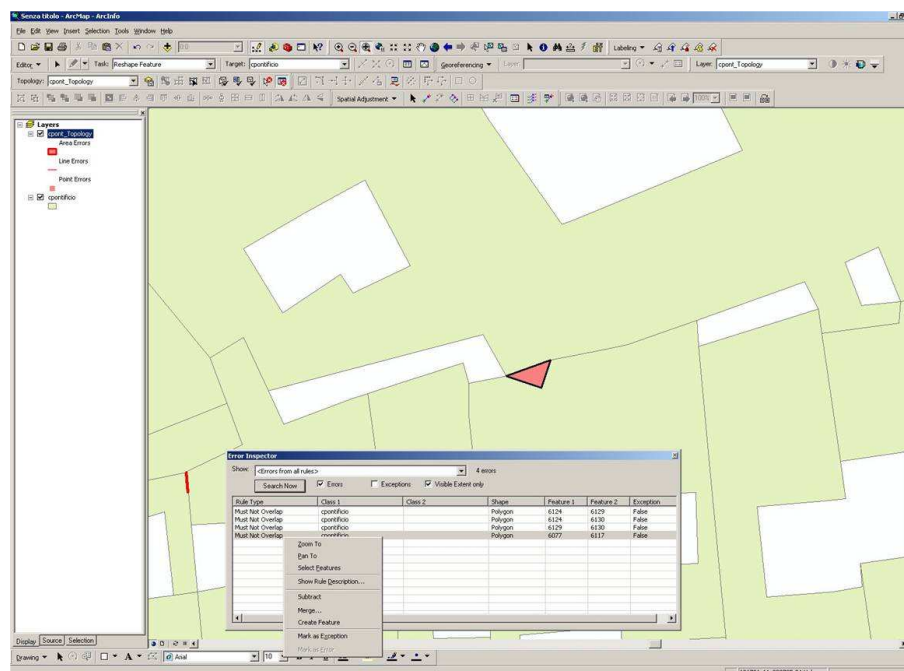 Senza titolo - ArcMap - ArcInfo
File Edit View Insert Selection Tools Window Help
Labeling
Editor Task: Reshape Feature Target: cpontificio Georeferencing Layer: Layer: cpont_Topology
Topology: cpont_Topology
Spatial Adjustment 100%
Layers
cpont_Topology
Area Errors
Line Errors
Point Errors
cpontificio
Error Inspector
Show: <Errors from all rules> 4 errors
Search Now Errors Exceptions Visible Extent only
Rule Type Class 1 Class 2 Shape Feature 1 Feature 2 Exception
Must Not Overlap cpontificio Polygon 6124 6129 False
Must Not Overlap cpontificio Polygon 6124 6130 False
Must Not Overlap cpontificio Polygon 6129 6130 False
Must Not Overlap cpontificio Polygon 6077 6117 False
Zoom To
Pan To
Select Features
Show Rule Description...
Subtract
Merge...
Create Feature
Mark as Exception
Mark as Error
Display Source Selection
Drawing A Arial 10